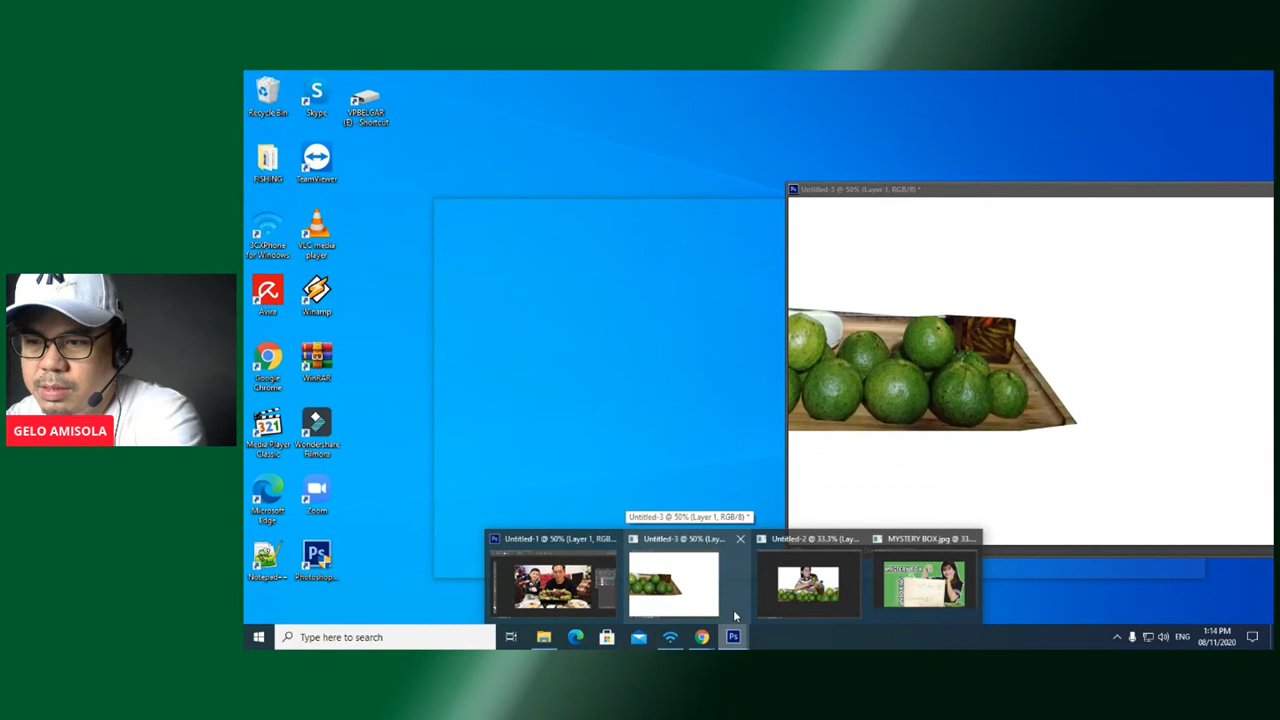 Recycle Bin
Skype
VPBELGAR
(E) - Shortcut
FISHING
TeamViewer
3CXPhone
for Windows
VLC media
player
Avira
Winamp
Google
Chrome
WinRAR
Media Player
Classic
Wondershare
Filmora
Microsoft
Edge
Zoom
Notepad++
Photoshop...
Untitled-3 @ 50% (Layer 1, RGB/8) *
GELO AMISOLA
Untitled-3 @ 50% (Layer 1, RGB/8) *
Untitled-1 @ 50% (Layer 1, RGB...
Untitled-3 @ 50% (Lay...
Untitled-2 @ 33,3% (Lay...
MYSTERY BOX.jpg @ 33....
MYSTERY BOX
Type here to search
ENG
1:14 PM
08/11/2020